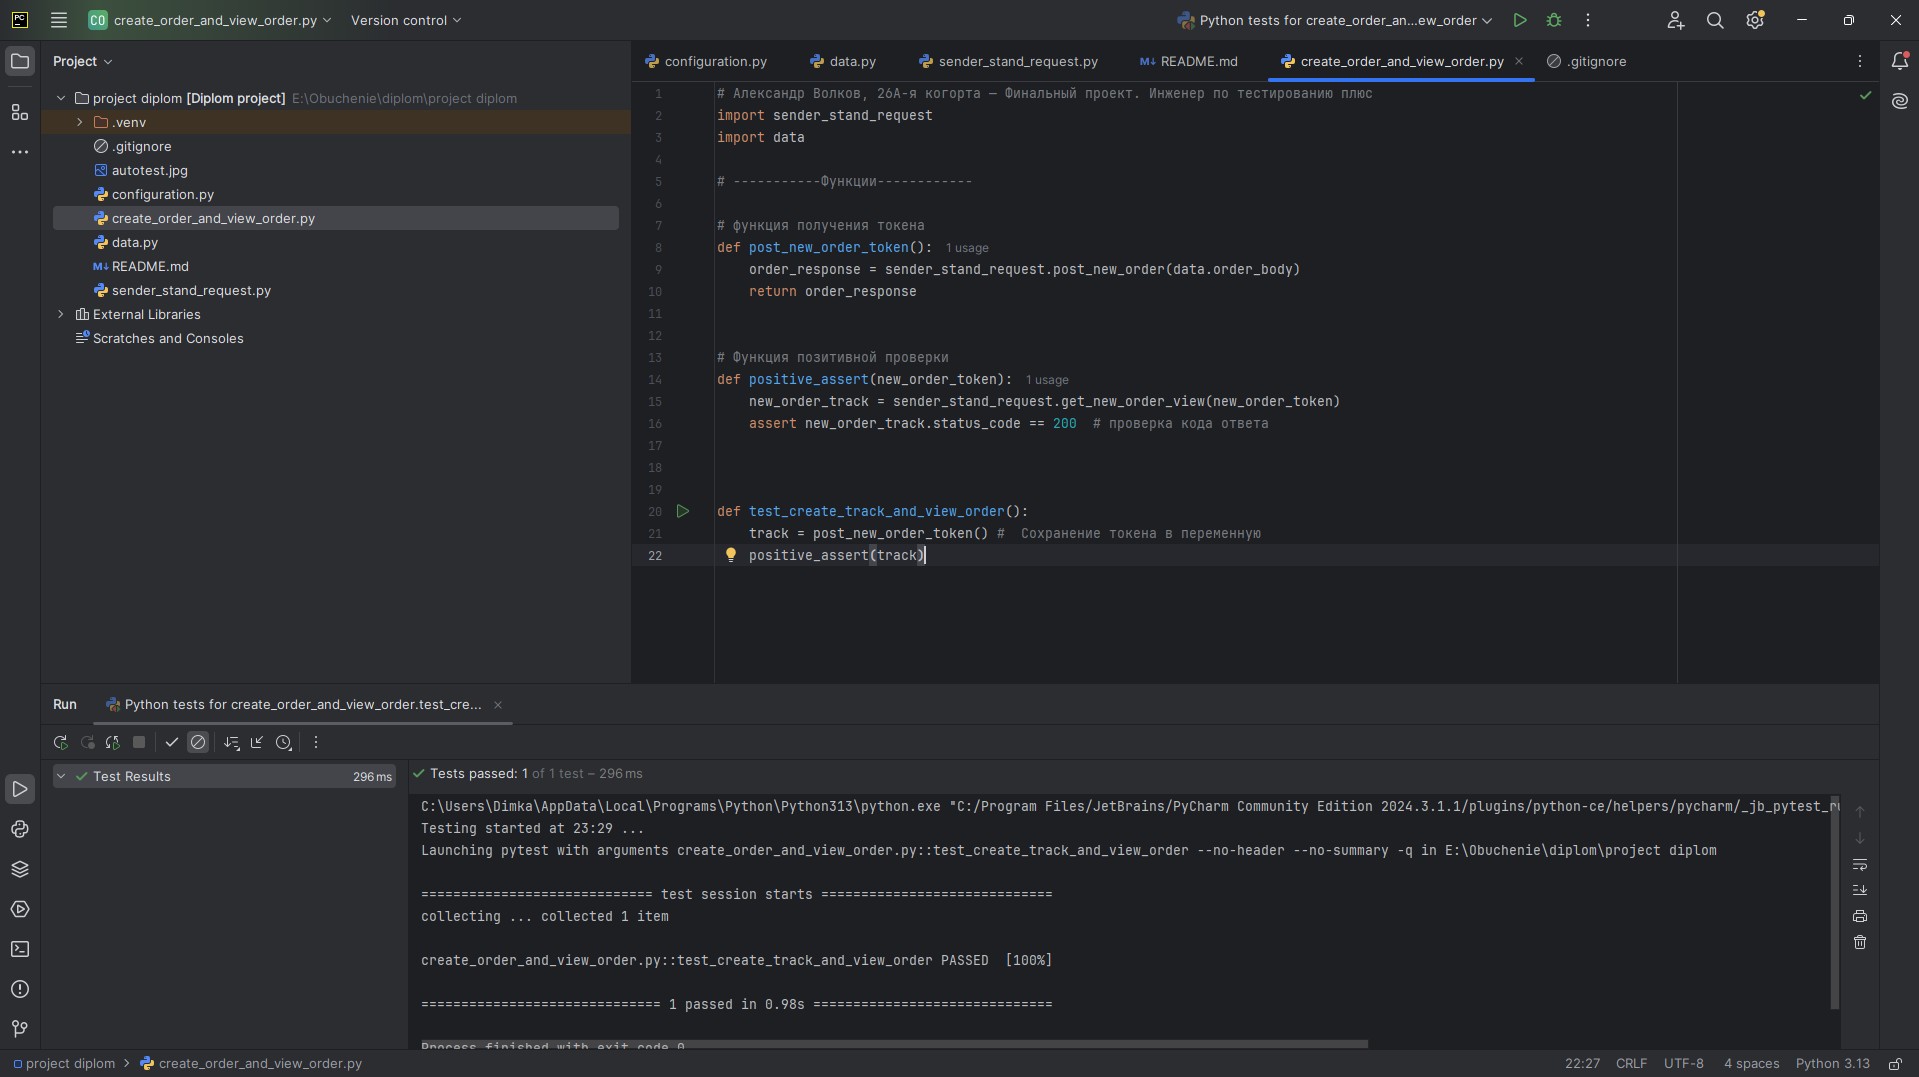 PC
CO create_order_and_view_order.py Version control
Python tests for create_order_an...ew_order
Project
project diplom [Diplom project] E:\Obuchenie\diplom\project diplom
.venv
.gitignore
autotest.jpg
configuration.py
create_order_and_view_order.py
data.py
M↓ README.md
sender_stand_request.py
External Libraries
Scratches and Consoles
configuration.py data.py sender_stand_request.py M↓ README.md create_order_and_view_order.py .gitignore
1 # Александр Волков, 26А-я когорта — Финальный проект. Инженер по тестированию плюс
2 import sender_stand_request
3 import data
4
5 # -----------Функции------------
6
7 # функция получения токена
8 def post_new_order_token(): 1 usage
9 order_response = sender_stand_request.post_new_order(data.order_body)
10 return order_response
11
12
13 # Функция позитивной проверки
14 def positive_assert(new_order_token): 1 usage
15 new_order_track = sender_stand_request.get_new_order_view(new_order_token)
16 assert new_order_track.status_code == 200 # проверка кода ответа
17
18
19
20 def test_create_track_and_view_order():
21 track = post_new_order_token() # Сохранение токена в переменную
22 positive_assert(track)
Run Python tests for create_order_and_view_order.test_cre...
Test Results 296 ms
Tests passed: 1 of 1 test – 296 ms
C:\Users\Dimka\AppData\Local\Programs\Python\Python313\python.exe "C:/Program Files/JetBrains/PyCharm Community Edition 2024.3.1.1/plugins/python-ce/helpers/pycharm/_jb_pytest_ru
Testing started at 23:29 ...
Launching pytest with arguments create_order_and_view_order.py::test_create_track_and_view_order --no-header --no-summary -q in E:\Obuchenie\diplom\project diplom
============================= test session starts =============================
collecting ... collected 1 item
create_order_and_view_order.py::test_create_track_and_view_order PASSED [100%]
============================== 1 passed in 0.98s ==============================
Process finished with exit code 0
project diplom create_order_and_view_order.py
22:27 CRLF UTF-8 4 spaces Python 3.13